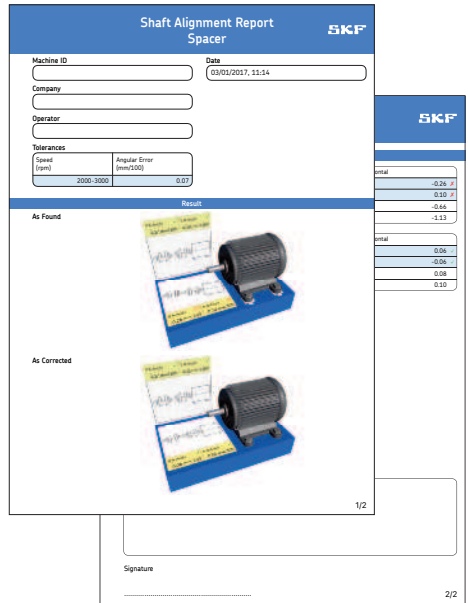 Shaft Alignment Report
Spacer
SKF
Machine ID
Date
03/01/2017, 11:14
Company
Operator
Tolerances
Speed
(rpm)
Angular Error
(mm/100)
2000-3000
0.07
Result
As Found
As Corrected
1/2
SKF
ontal
-0.26 ✗
0.10 ✗
-0.66
-1.13
ontal
0.06 ✓
-0.06 ✓
0.08
0.10
Signature
2/2